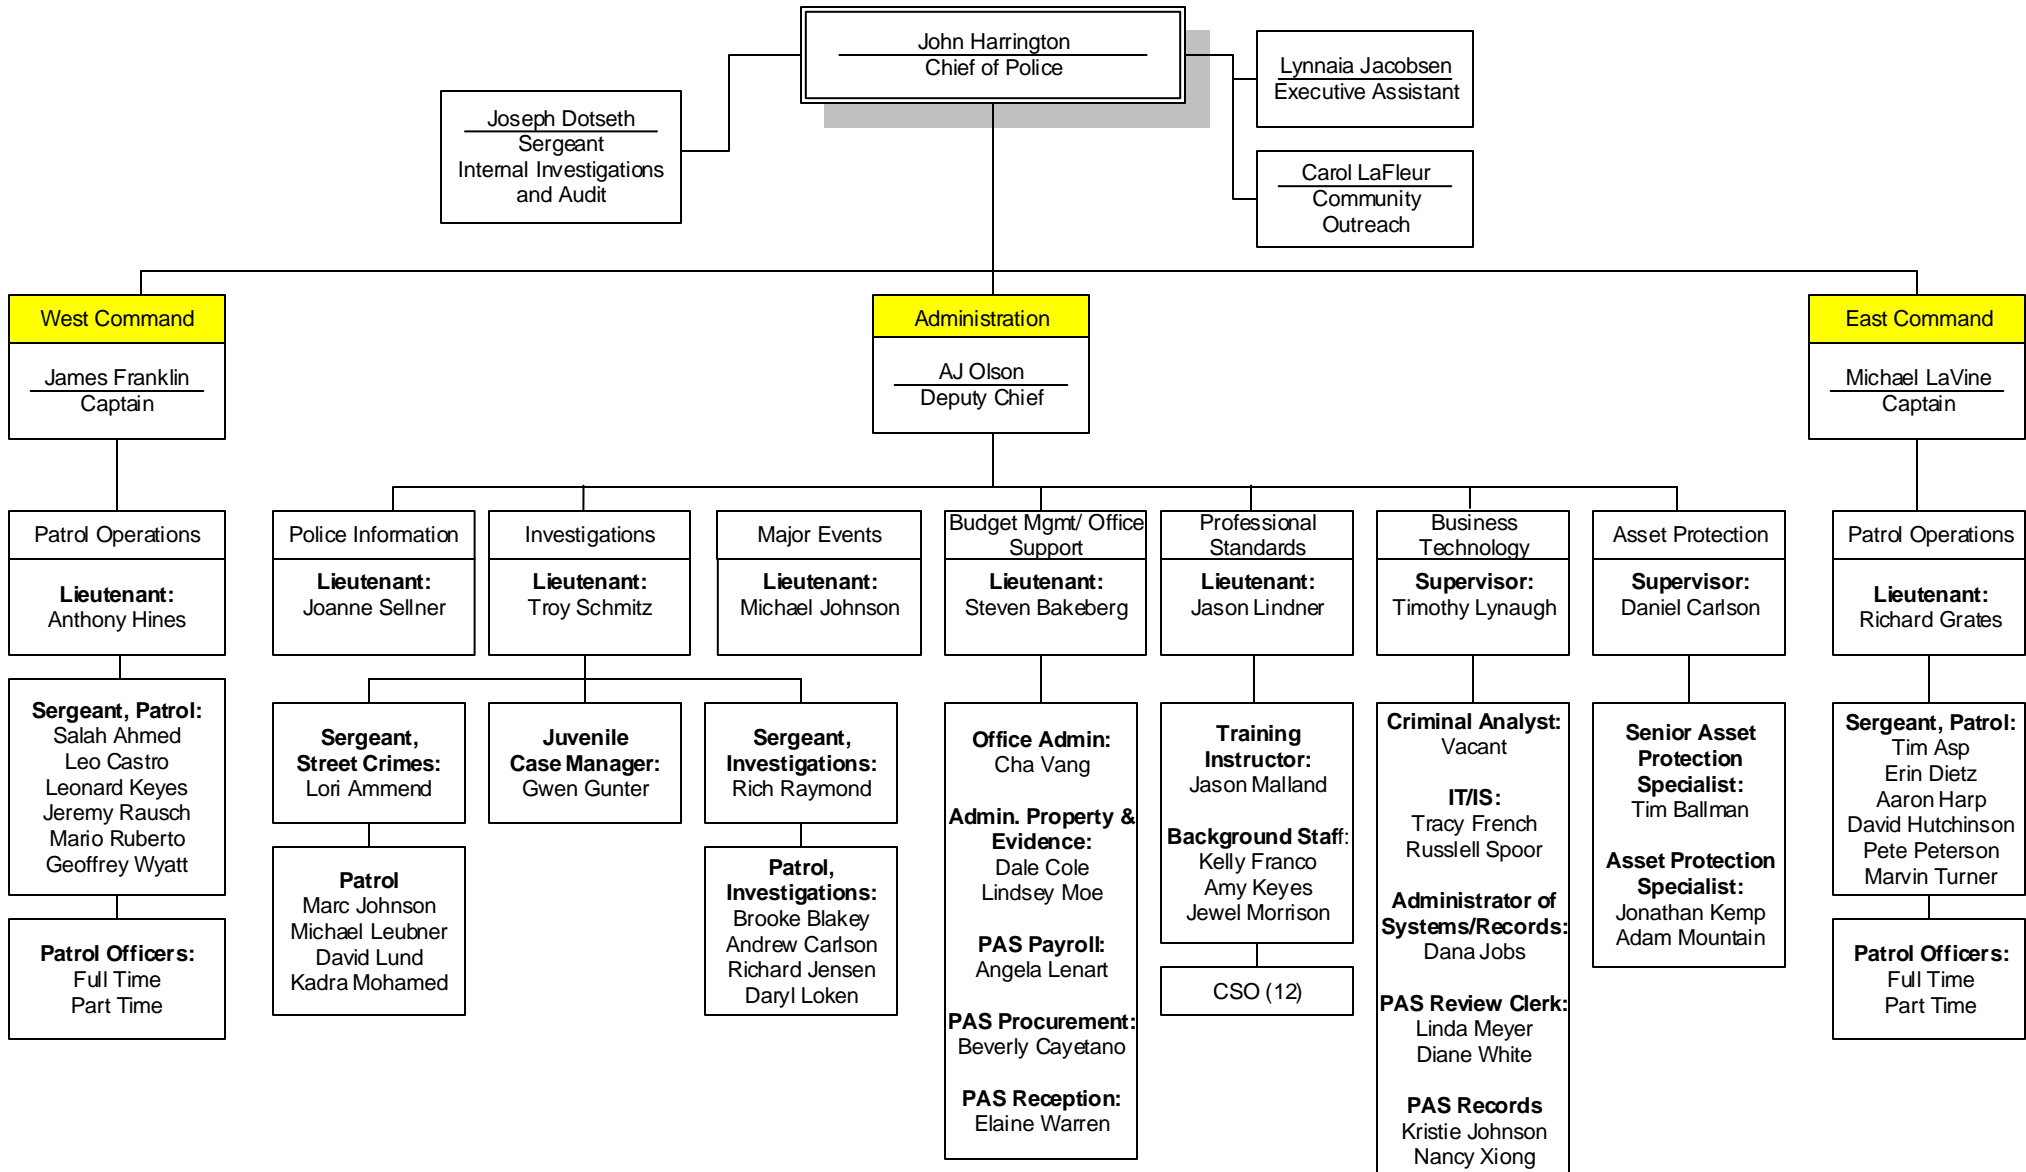 John Harrington
Chief of Police
Lynnaia Jacobsen
Executive Assistant
Joseph Dotseth
Sergeant
Internal Investigations
and Audit
Carol LaFleur
Community
Outreach
West Command
James Franklin
Captain
Administration
AJ Olson
Deputy Chief
East Command
Michael LaVine
Captain
Patrol Operations
Lieutenant:
Anthony Hines
Sergeant, Patrol:
Salah Ahmed
Leo Castro
Leonard Keyes
Jeremy Rausch
Mario Ruberto
Geoffrey Wyatt
Patrol Officers:
Full Time
Part Time
Police Information
Lieutenant:
Joanne Sellner
Investigations
Lieutenant:
Troy Schmitz
Sergeant,
Street Crimes:
Lori Ammend
Patrol
Marc Johnson
Michael Leubner
David Lund
Kadra Mohamed
Juvenile
Case Manager:
Gwen Gunter
Sergeant,
Investigations:
Rich Raymond
Patrol,
Investigations:
Brooke Blakey
Andrew Carlson
Richard Jensen
Daryl Loken
Major Events
Lieutenant:
Michael Johnson
Budget Mgmt/ Office
Support
Lieutenant:
Steven Bakeberg
Office Admin:
Cha Vang
Admin. Property &
Evidence:
Dale Cole
Lindsey Moe
PAS Payroll:
Angela Lenart
PAS Procurement:
Beverly Cayetano
PAS Reception:
Elaine Warren
Professional
Standards
Lieutenant:
Jason Lindner
Training
Instructor:
Jason Malland
Background Staff:
Kelly Franco
Amy Keyes
Jewel Morrison
CSO (12)
Business
Technology
Supervisor:
Timothy Lynaugh
Criminal Analyst:
Vacant
IT/IS:
Tracy French
Russlell Spoor
Administrator of
Systems/Records:
Dana Jobs
PAS Review Clerk:
Linda Meyer
Diane White
PAS Records
Kristie Johnson
Nancy Xiong
Asset Protection
Supervisor:
Daniel Carlson
Senior Asset
Protection
Specialist:
Tim Ballman
Asset Protection
Specialist:
Jonathan Kemp
Adam Mountain
Patrol Operations
Lieutenant:
Richard Grates
Sergeant, Patrol:
Tim Asp
Erin Dietz
Aaron Harp
David Hutchinson
Pete Peterson
Marvin Turner
Patrol Officers:
Full Time
Part Time